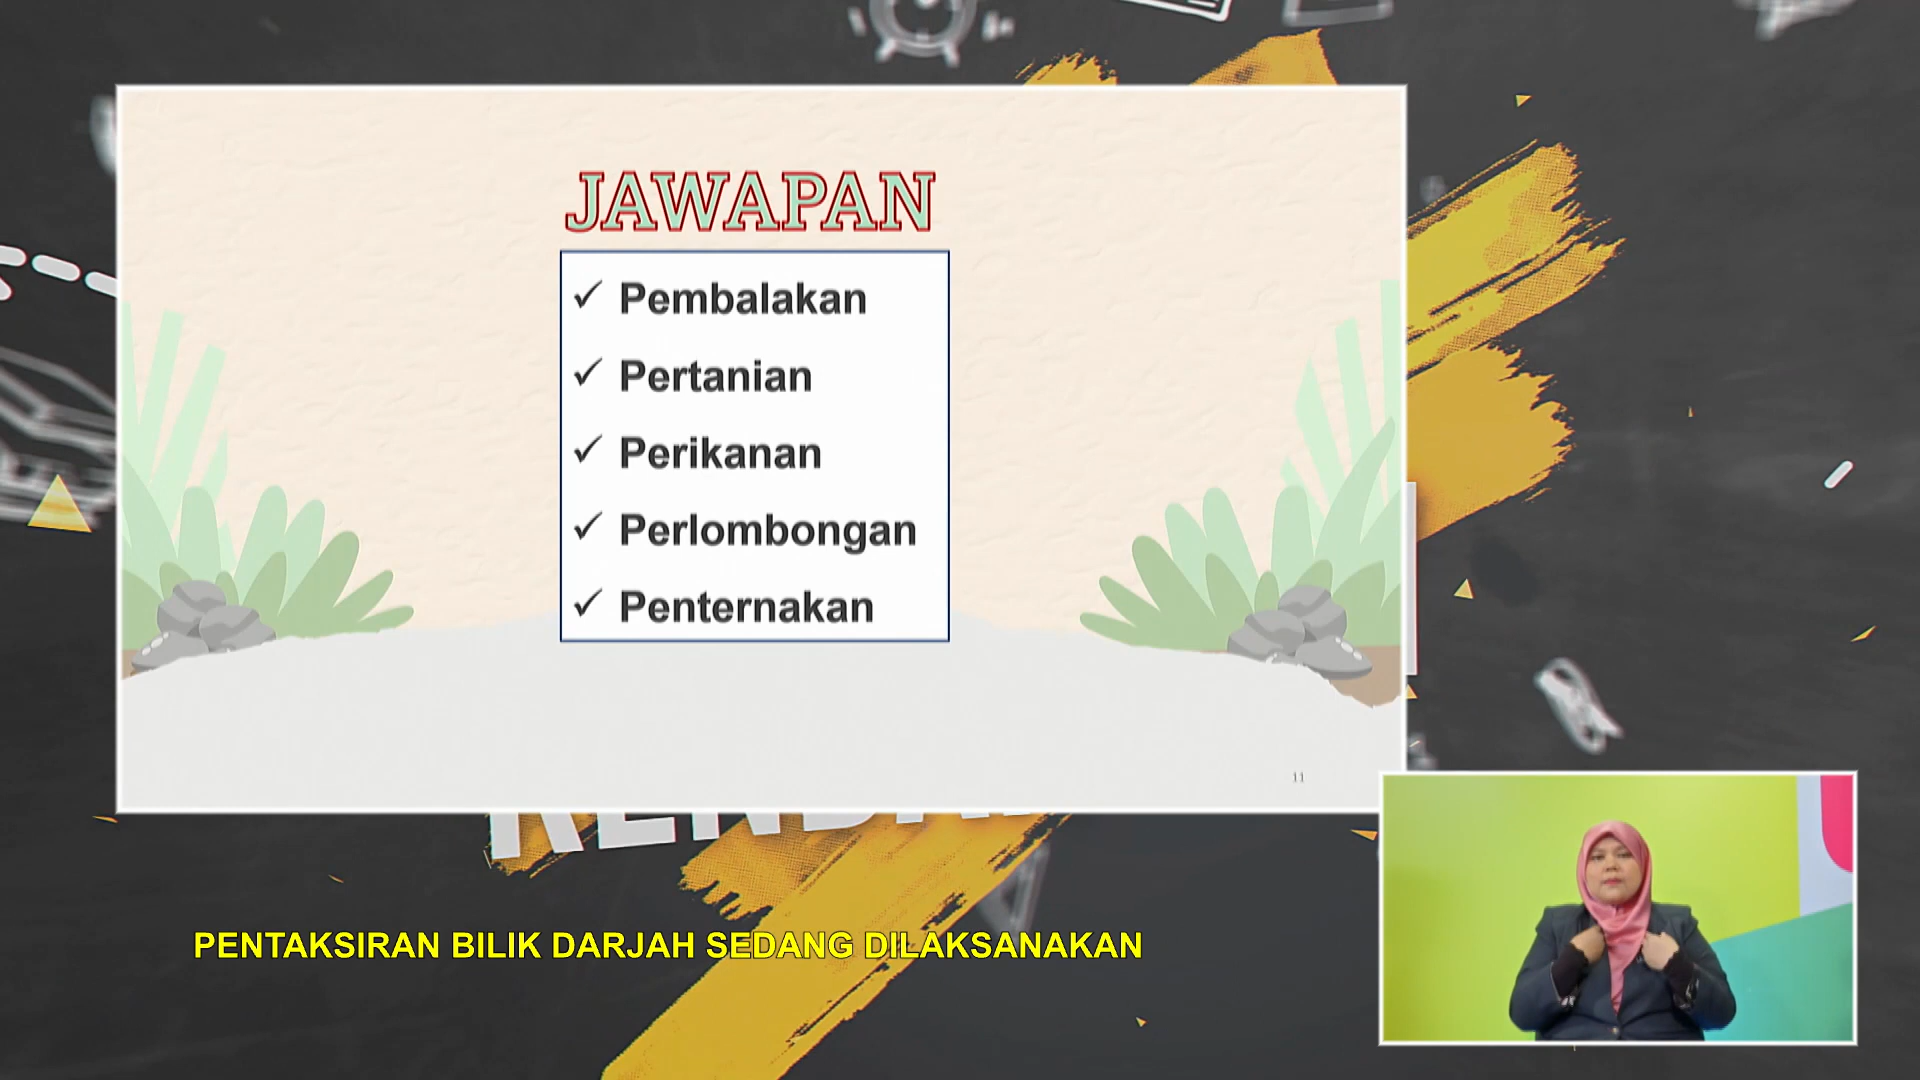 JAWAPAN
✓ Pembalakan
✓ Pertanian
✓ Perikanan
✓ Perlombongan
✓ Penternakan
11
PENTAKSIRAN BILIK DARJAH SEDANG DILAKSANAKAN